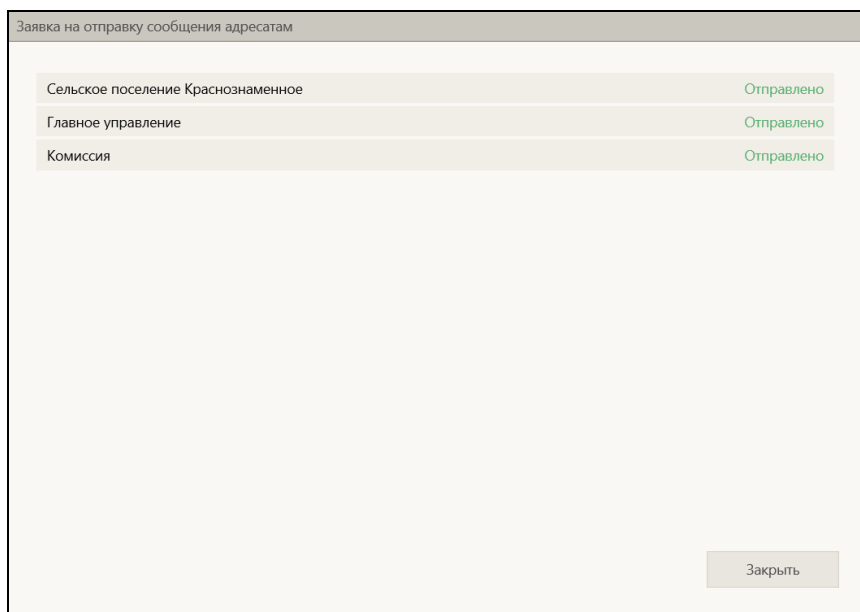 Заявка на отправку сообщения адресатам
Сельское поселение Краснознаменное Отправлено
Главное управление Отправлено
Комиссия Отправлено
Закрыть